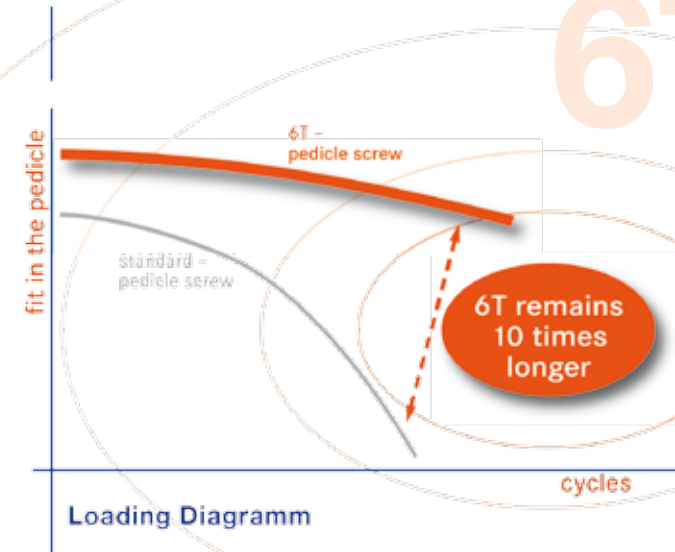 6T
6T –
pedicle screw
fit in the pedicle
standard –
pedicle screw
6T remains
10 times
longer
cycles
Loading Diagramm